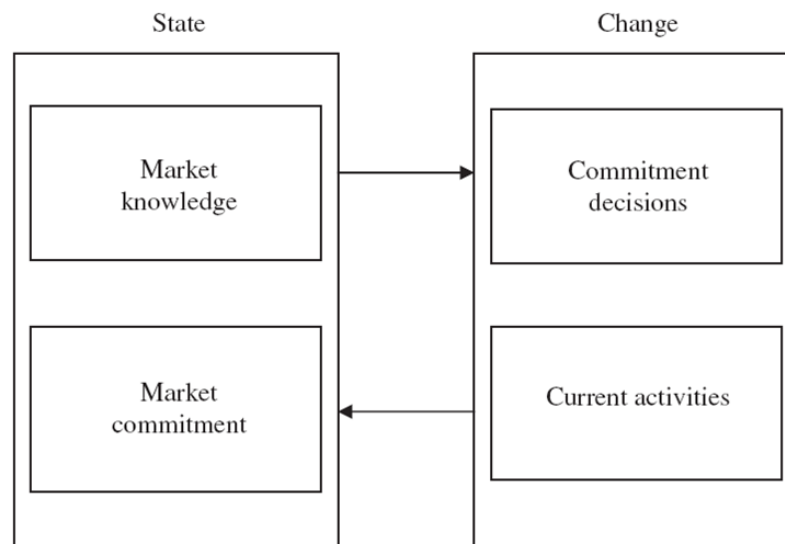 State
Change
Market
knowledge
Commitment
decisions
Market
commitment
Current activities